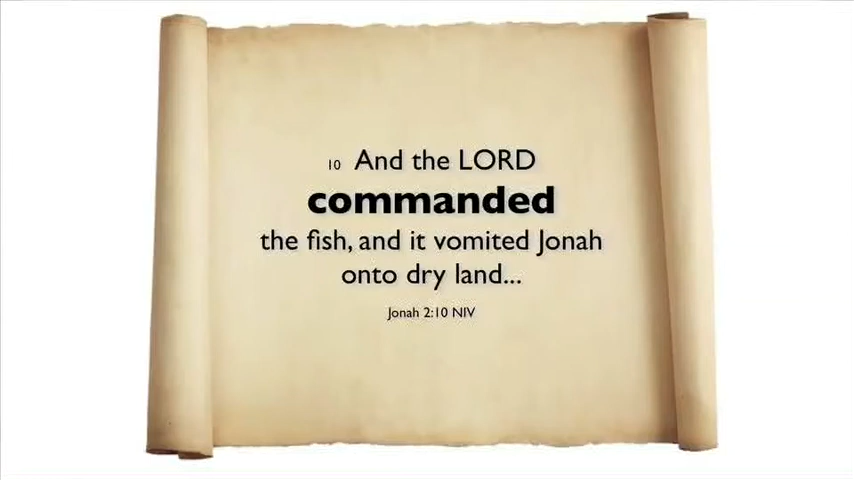 10 And the LORD
commanded
the fish, and it vomited Jonah
onto dry land...
Jonah 2:10 NIV